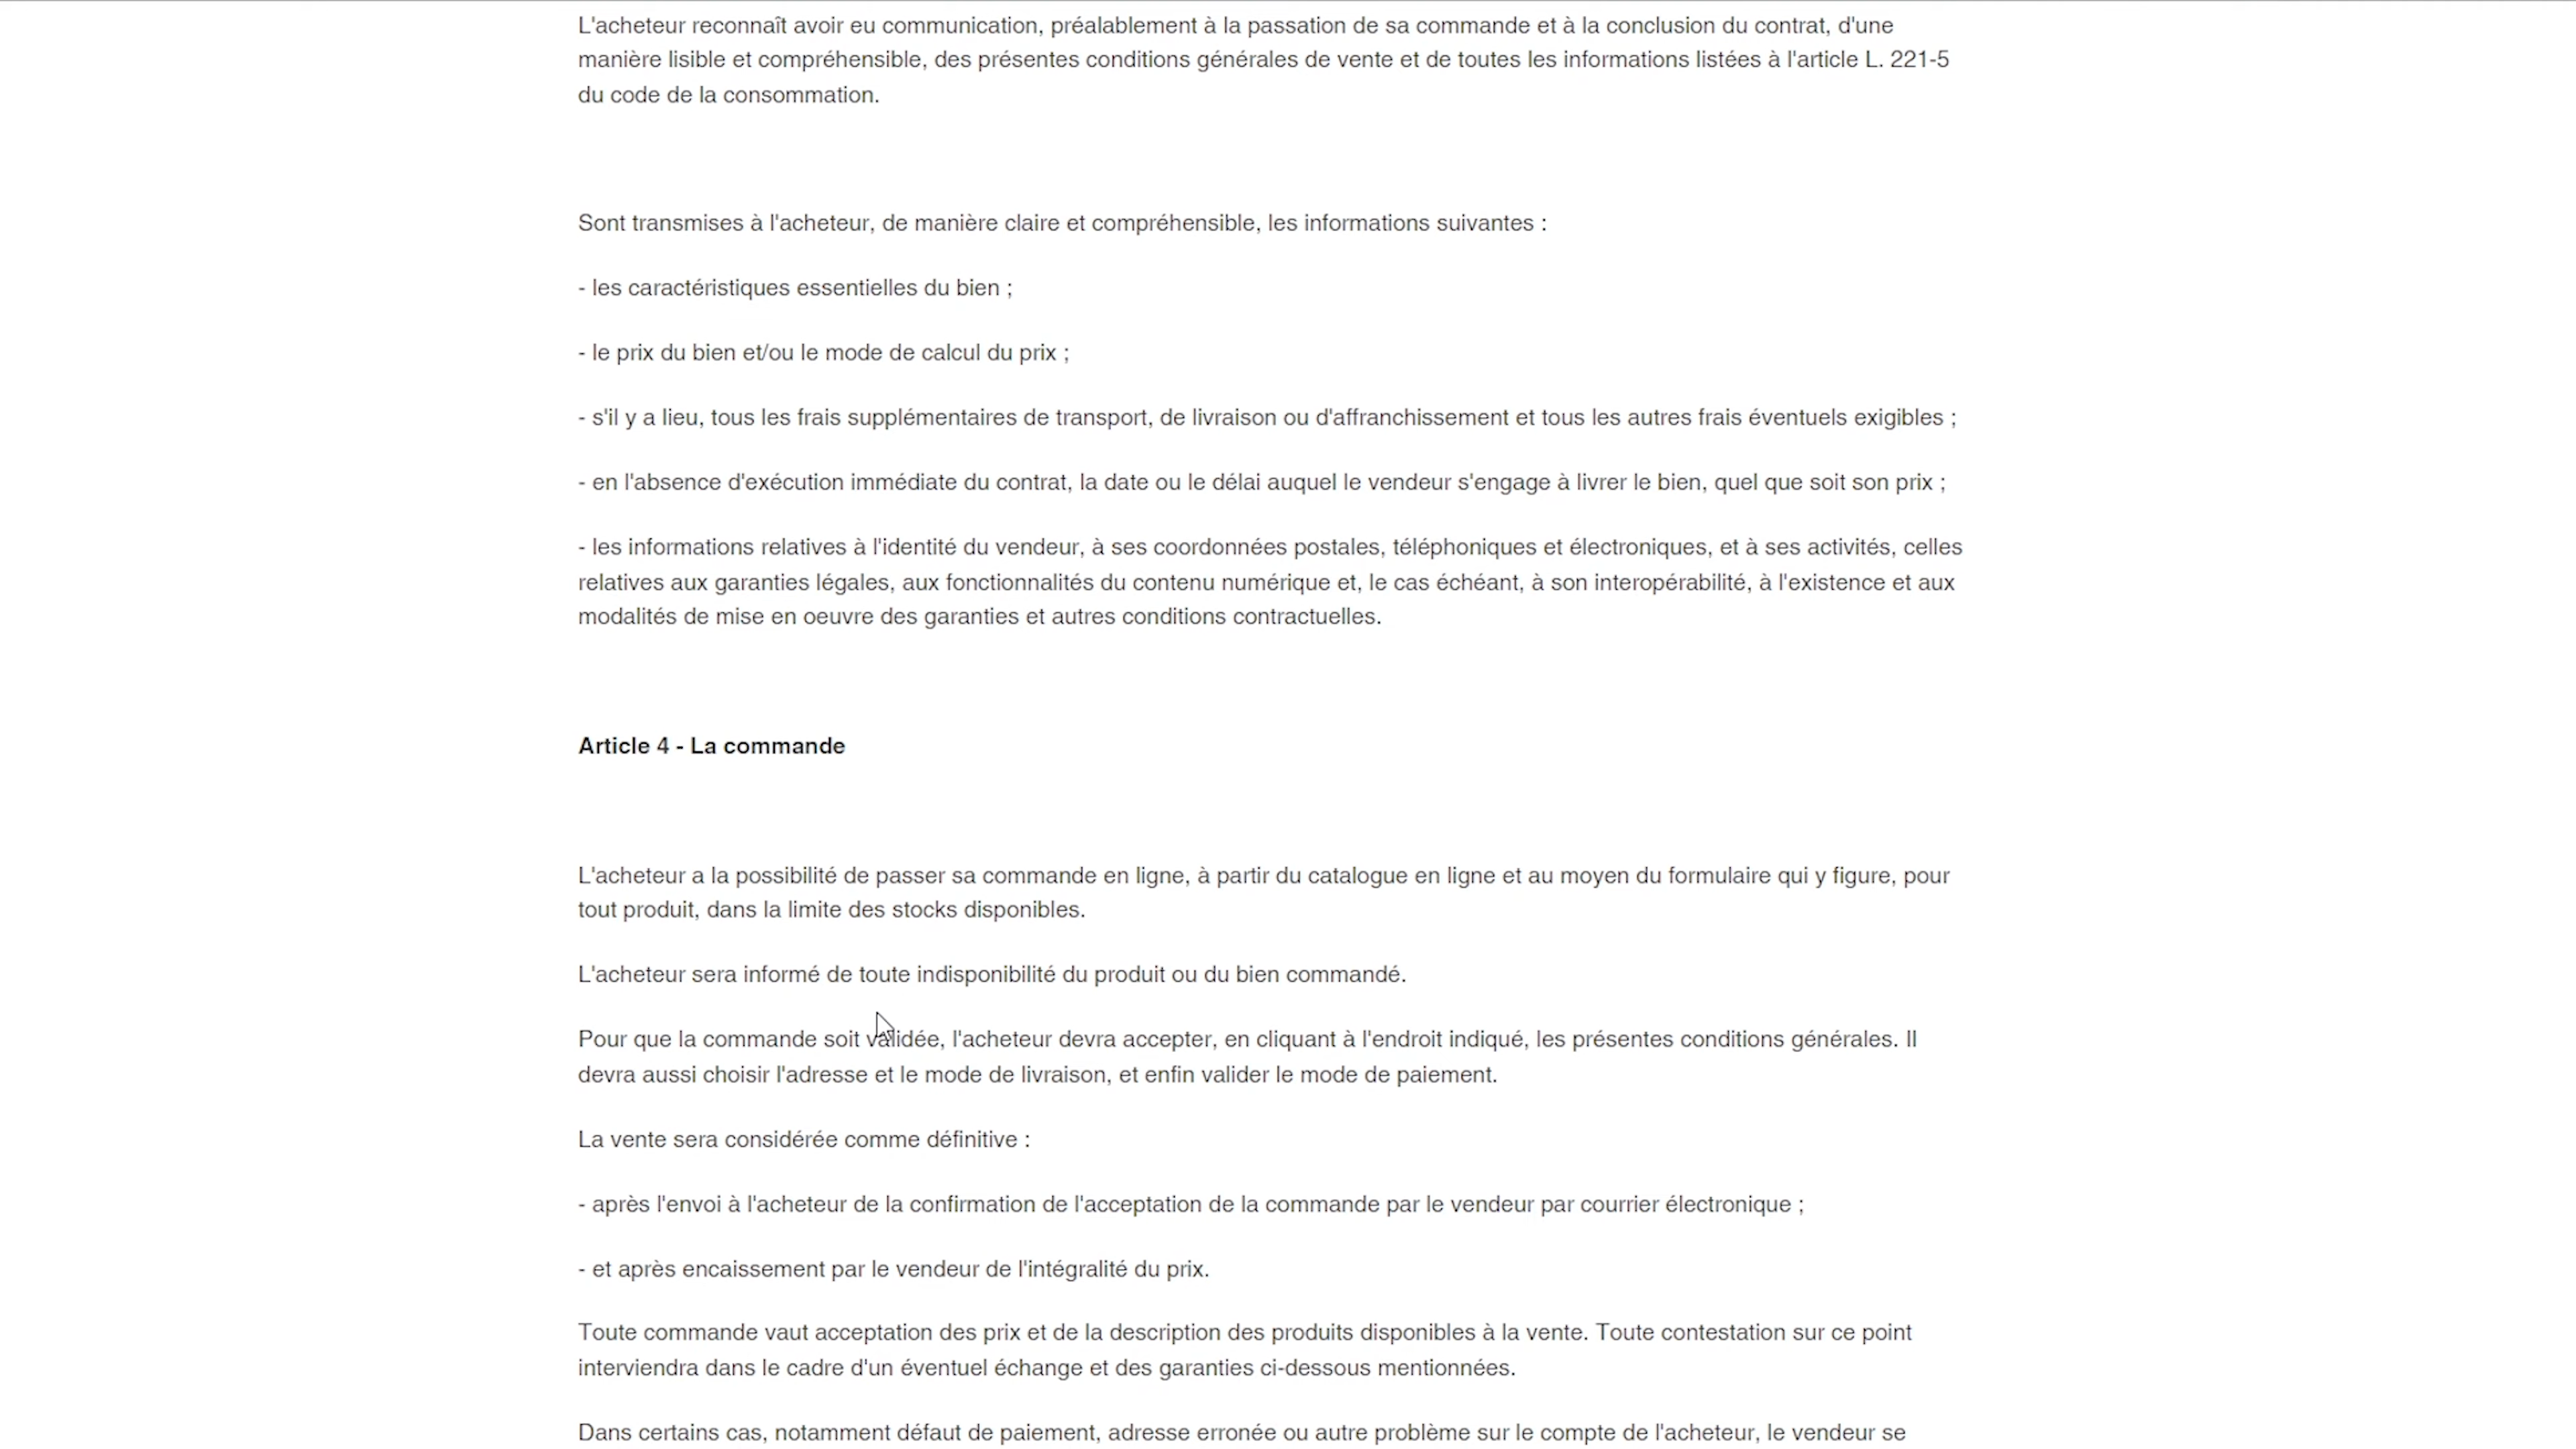 L'acheteur reconnaît avoir eu communication, préalablement à la passation de sa commande et à la conclusion du contrat, d'une
manière lisible et compréhensible, des présentes conditions générales de vente et de toutes les informations listées à l'article L. 221-5
du code de la consommation.
Sont transmises à l'acheteur, de manière claire et compréhensible, les informations suivantes :
- les caractéristiques essentielles du bien ;
- le prix du bien et/ou le mode de calcul du prix ;
- s'il y a lieu, tous les frais supplémentaires de transport, de livraison ou d'affranchissement et tous les autres frais éventuels exigibles ;
- en l'absence d'exécution immédiate du contrat, la date ou le délai auquel le vendeur s'engage à livrer le bien, quel que soit son prix ;
- les informations relatives à l'identité du vendeur, à ses coordonnées postales, téléphoniques et électroniques, et à ses activités, celles
relatives aux garanties légales, aux fonctionnalités du contenu numérique et, le cas échéant, à son interopérabilité, à l'existence et aux
modalités de mise en oeuvre des garanties et autres conditions contractuelles.
Article 4 - La commande
L'acheteur a la possibilité de passer sa commande en ligne, à partir du catalogue en ligne et au moyen du formulaire qui y figure, pour
tout produit, dans la limite des stocks disponibles.
L'acheteur sera informé de toute indisponibilité du produit ou du bien commandé.
Pour que la commande soit validée, l'acheteur devra accepter, en cliquant à l'endroit indiqué, les présentes conditions générales. Il
devra aussi choisir l'adresse et le mode de livraison, et enfin valider le mode de paiement.
La vente sera considérée comme définitive :
- après l'envoi à l'acheteur de la confirmation de l'acceptation de la commande par le vendeur par courrier électronique ;
- et après encaissement par le vendeur de l'intégralité du prix.
Toute commande vaut acceptation des prix et de la description des produits disponibles à la vente. Toute contestation sur ce point
interviendra dans le cadre d'un éventuel échange et des garanties ci-dessous mentionnées.
Dans certains cas, notamment défaut de paiement, adresse erronée ou autre problème sur le compte de l'acheteur, le vendeur se